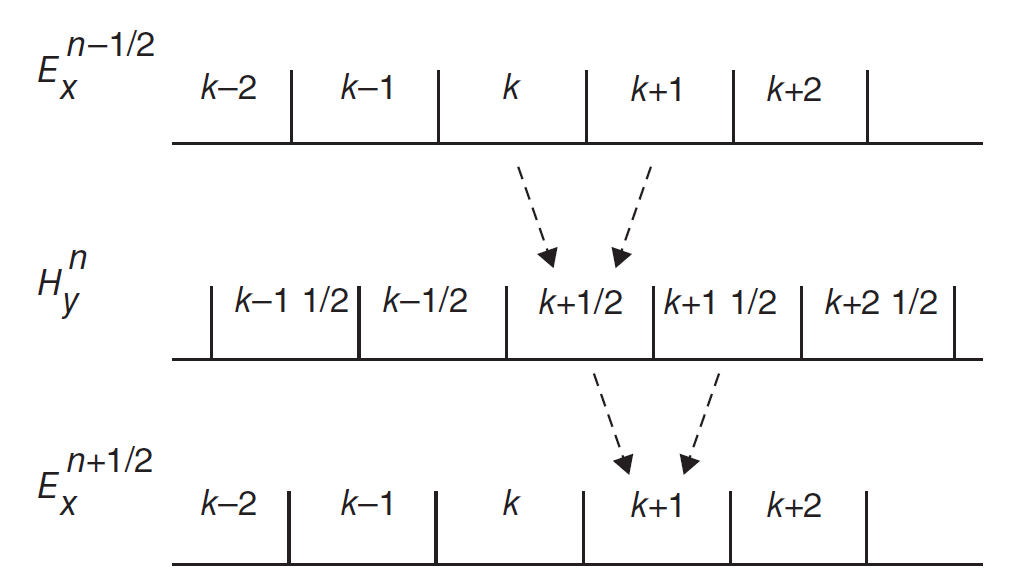 E_x^{n−1/2} k−2 k−1 k k+1 k+2
H_y^n k−1 1/2 k−1/2 k+1/2 k+1 1/2 k+2 1/2
E_x^{n+1/2} k−2 k−1 k k+1 k+2